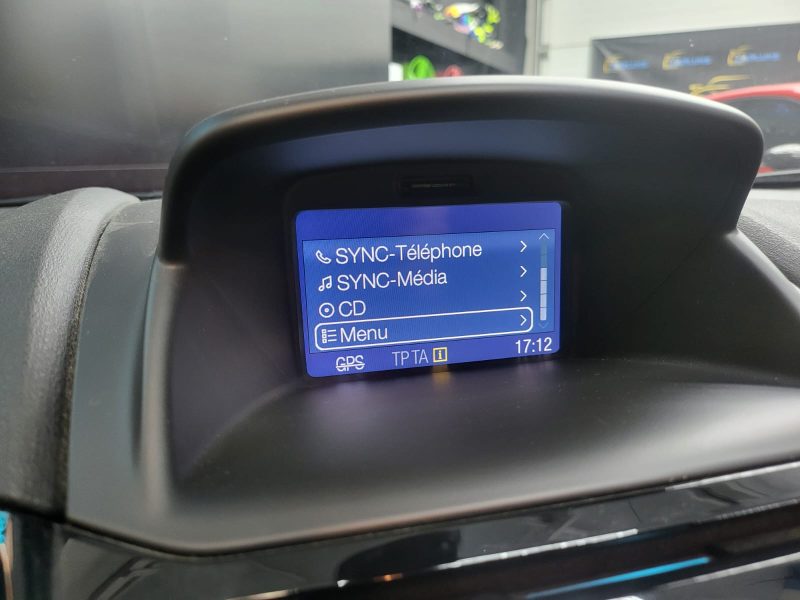 SYNC-Téléphone
SYNC-Média
CD
Menu
GPS TP TA i 17:12